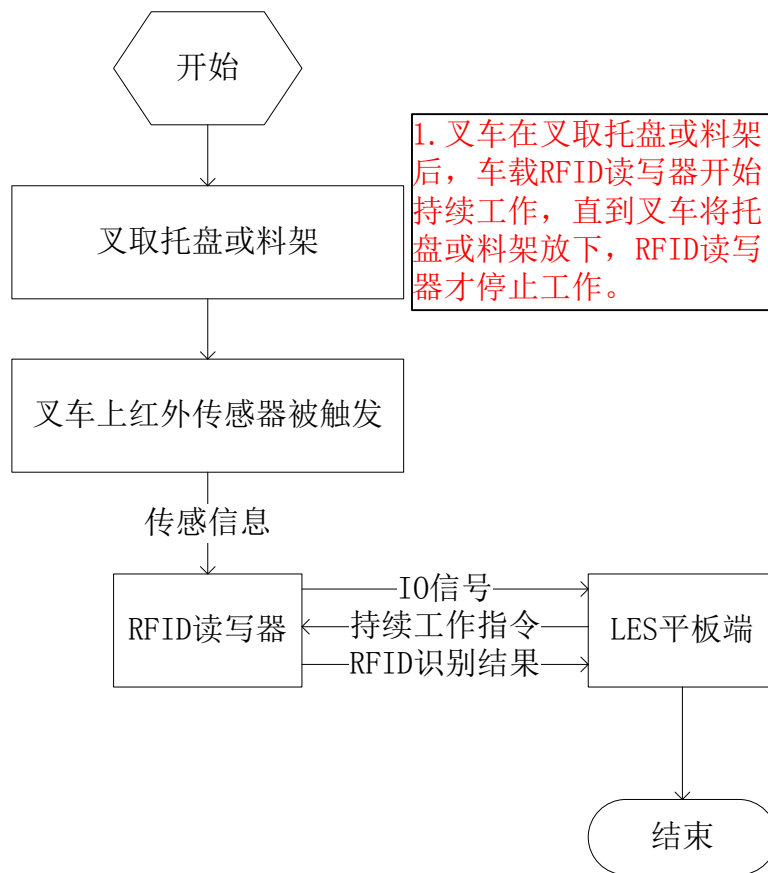 开始
1.叉车在叉取托盘或料架
后，车载RFID读写器开始
持续工作，直到叉车将托
盘或料架放下，RFID读写
器才停止工作。
叉取托盘或料架
叉车上红外传感器被触发
传感信息
RFID读写器
IO信号
持续工作指令
RFID识别结果
LES平板端
结束